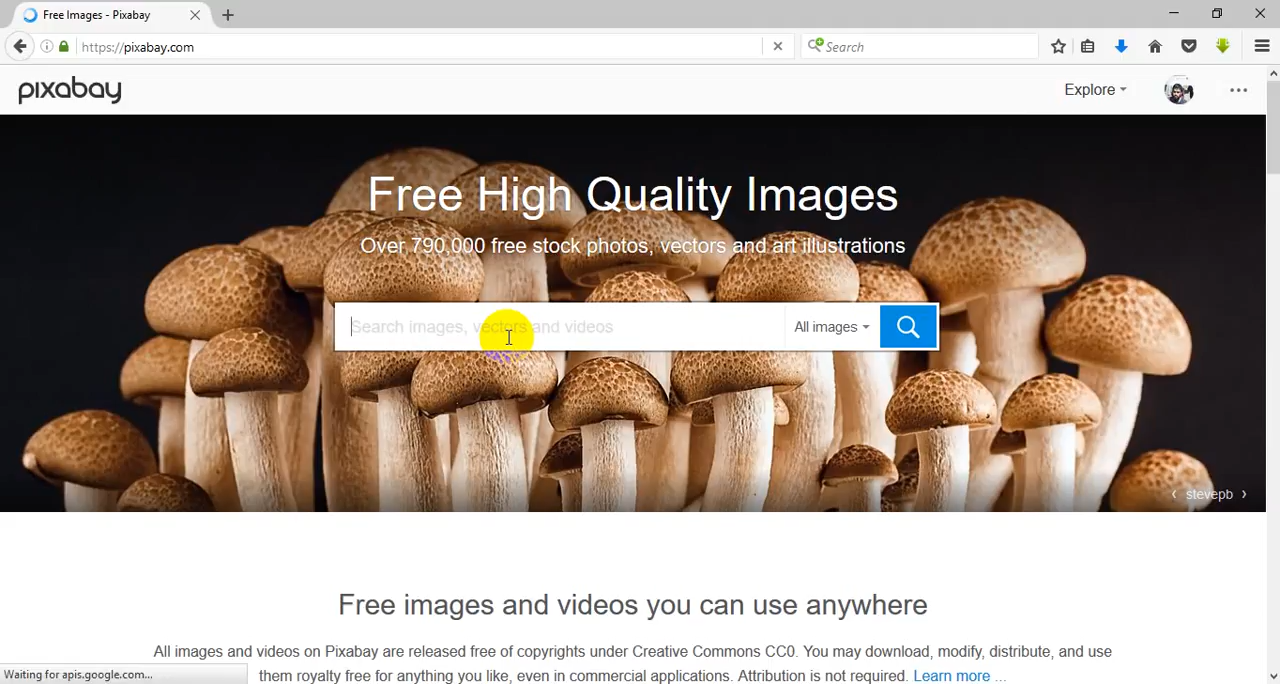 Free Images - Pixabay
https://pixabay.com
Search
pixabay
Explore
Free High Quality Images
Over 790,000 free stock photos, vectors and art illustrations
Search images, vectors and videos
All images
stevepb
Free images and videos you can use anywhere
All images and videos on Pixabay are released free of copyrights under Creative Commons CC0. You may download, modify, distribute, and use
them royalty free for anything you like, even in commercial applications. Attribution is not required. Learn more ...
Waiting for apis.google.com...